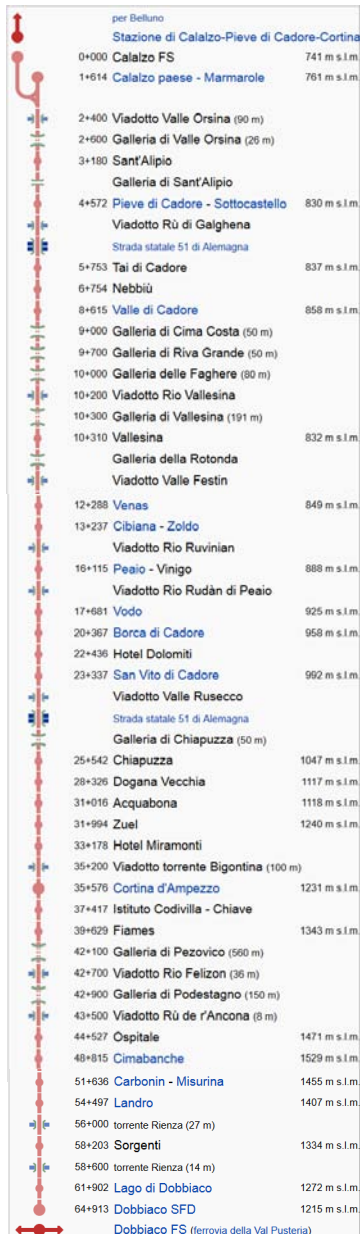 per Belluno
Stazione di Calalzo-Pieve di Cadore-Cortina
0+000 Calalzo FS 741 m s.l.m.
1+614 Calalzo paese - Marmarole 761 m s.l.m.
2+400 Viadotto Valle Orsina (90 m)
2+600 Galleria di Valle Orsina (26 m)
3+180 Sant'Alipio
Galleria di Sant'Alipio
4+572 Pieve di Cadore - Sottocastello 830 m s.l.m.
Viadotto Rù di Galghena
Strada statale 51 di Alemagna
5+753 Tai di Cadore 837 m s.l.m.
6+754 Nebbiù
8+615 Valle di Cadore 858 m s.l.m.
9+000 Galleria di Cima Costa (50 m)
9+700 Galleria di Riva Grande (50 m)
10+000 Galleria delle Faghere (80 m)
10+200 Viadotto Rio Vallesina
10+300 Galleria di Vallesina (191 m)
10+310 Vallesina 832 m s.l.m.
Galleria della Rotonda
Viadotto Valle Festin
12+288 Venas 849 m s.l.m.
13+237 Cibiana - Zoldo
Viadotto Rio Ruvinian
16+115 Peaio - Vinigo 888 m s.l.m.
Viadotto Rio Rudàn di Peaio
17+681 Vodo 925 m s.l.m.
20+367 Borca di Cadore 958 m s.l.m.
22+436 Hotel Dolomiti
23+337 San Vito di Cadore 992 m s.l.m.
Viadotto Valle Rusecco
Strada statale 51 di Alemagna
Galleria di Chiapuzza (50 m)
25+542 Chiapuzza 1047 m s.l.m.
28+326 Dogana Vecchia 1117 m s.l.m.
31+016 Acquabona 1118 m s.l.m.
31+994 Zuel 1240 m s.l.m.
33+178 Hotel Miramonti
35+200 Viadotto torrente Bigontina (100 m)
35+576 Cortina d'Ampezzo 1231 m s.l.m.
37+417 Istituto Codivilla - Chiave
39+629 Fiames 1343 m s.l.m.
42+100 Galleria di Pezovico (560 m)
42+700 Viadotto Rio Felizon (36 m)
42+900 Galleria di Podestagno (150 m)
43+500 Viadotto Rù de r'Ancona (8 m)
44+527 Ospitale 1471 m s.l.m.
48+815 Cimabanche 1529 m s.l.m.
51+636 Carbonin - Misurina 1455 m s.l.m.
54+497 Landro 1407 m s.l.m.
56+000 torrente Rienza (27 m)
58+203 Sorgenti 1334 m s.l.m.
58+600 torrente Rienza (14 m)
61+902 Lago di Dobbiaco 1272 m s.l.m.
64+913 Dobbiaco SFD 1215 m s.l.m.
Dobbiaco FS (ferrovia della Val Pusteria)